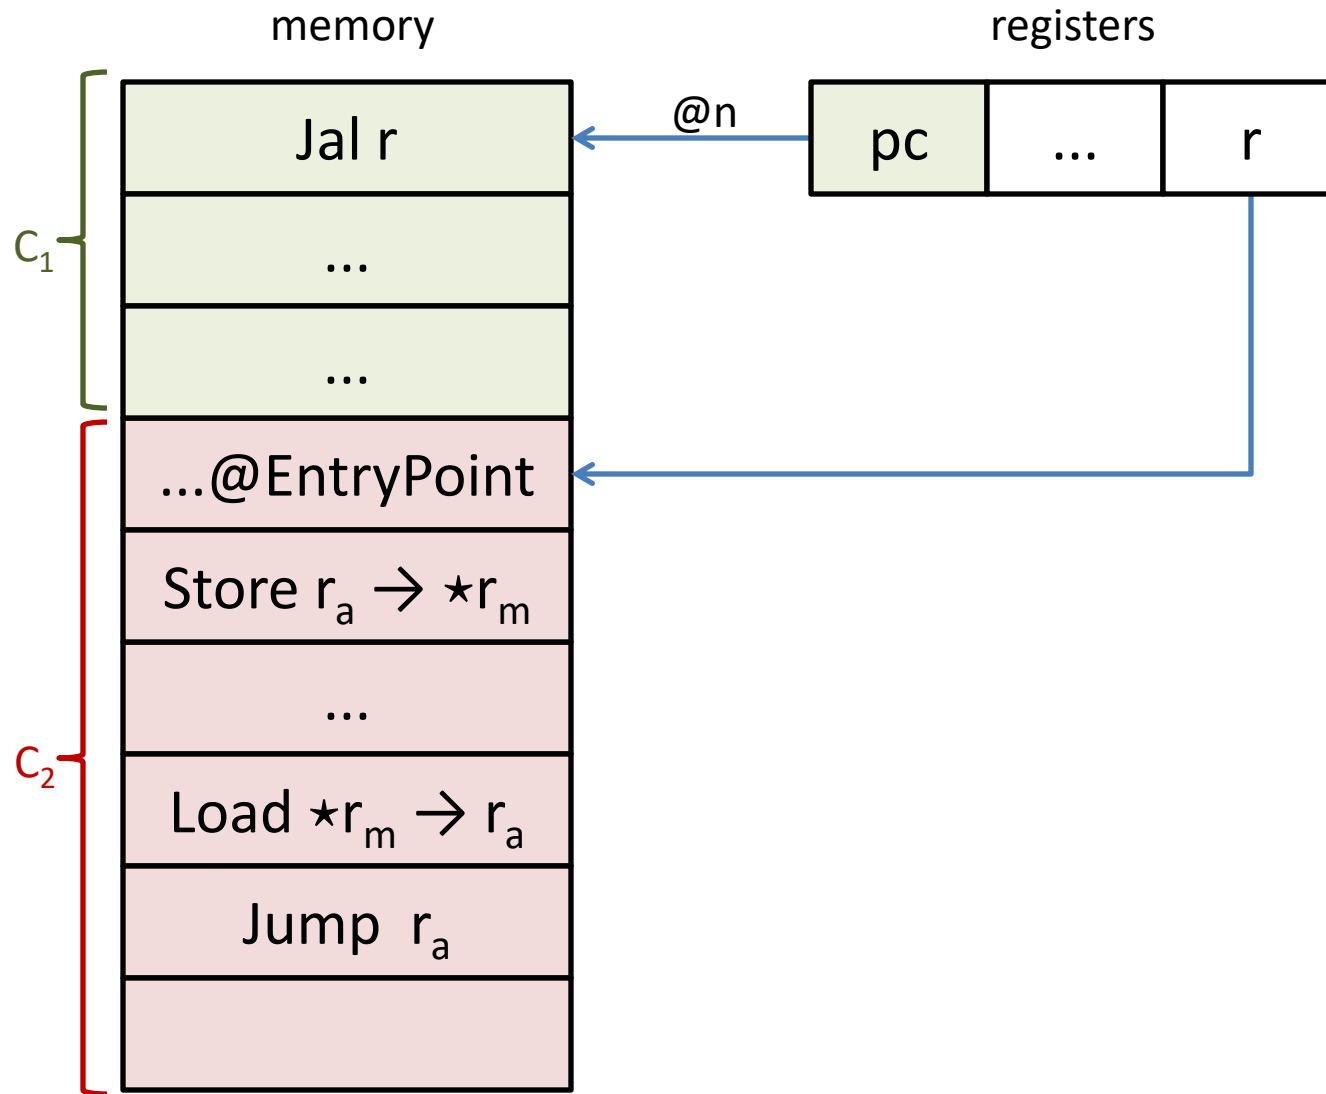 memory
registers
Jal r
@n
pc
...
r
C₁
...
...
...@EntryPoint
Store rₐ → ⋆rₘ
...
C₂
Load ⋆rₘ → rₐ
Jump rₐ